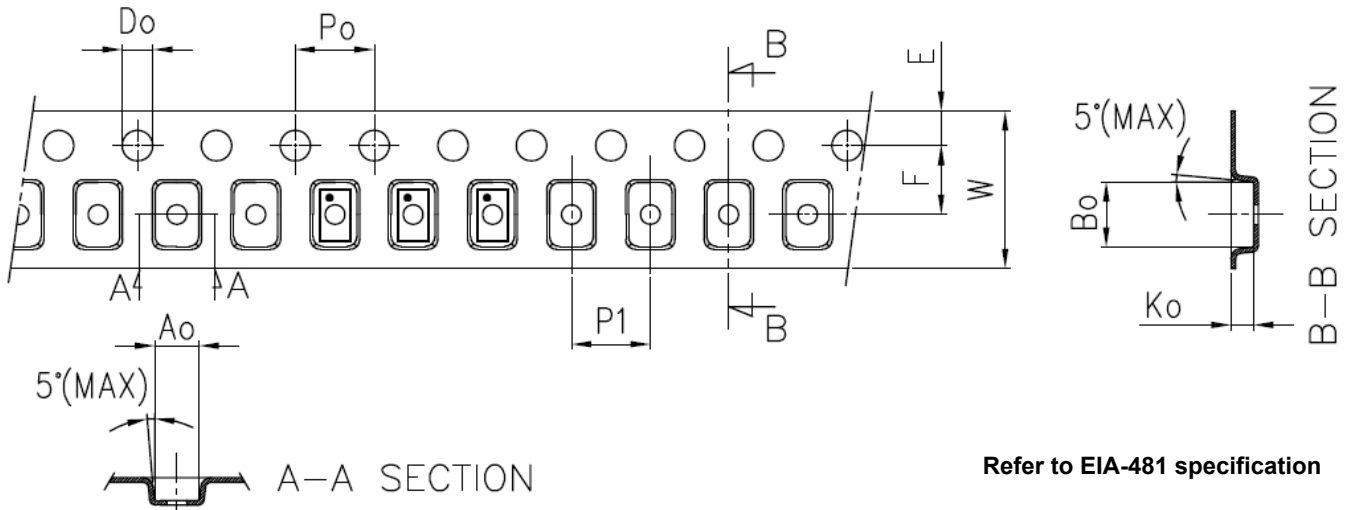 Do
Po
B
E
5°(MAX)
F
W
Bo
B-B SECTION
A
A
P1
B
Ko
Ao
5°(MAX)
A-A SECTION
Refer to EIA-481 specification